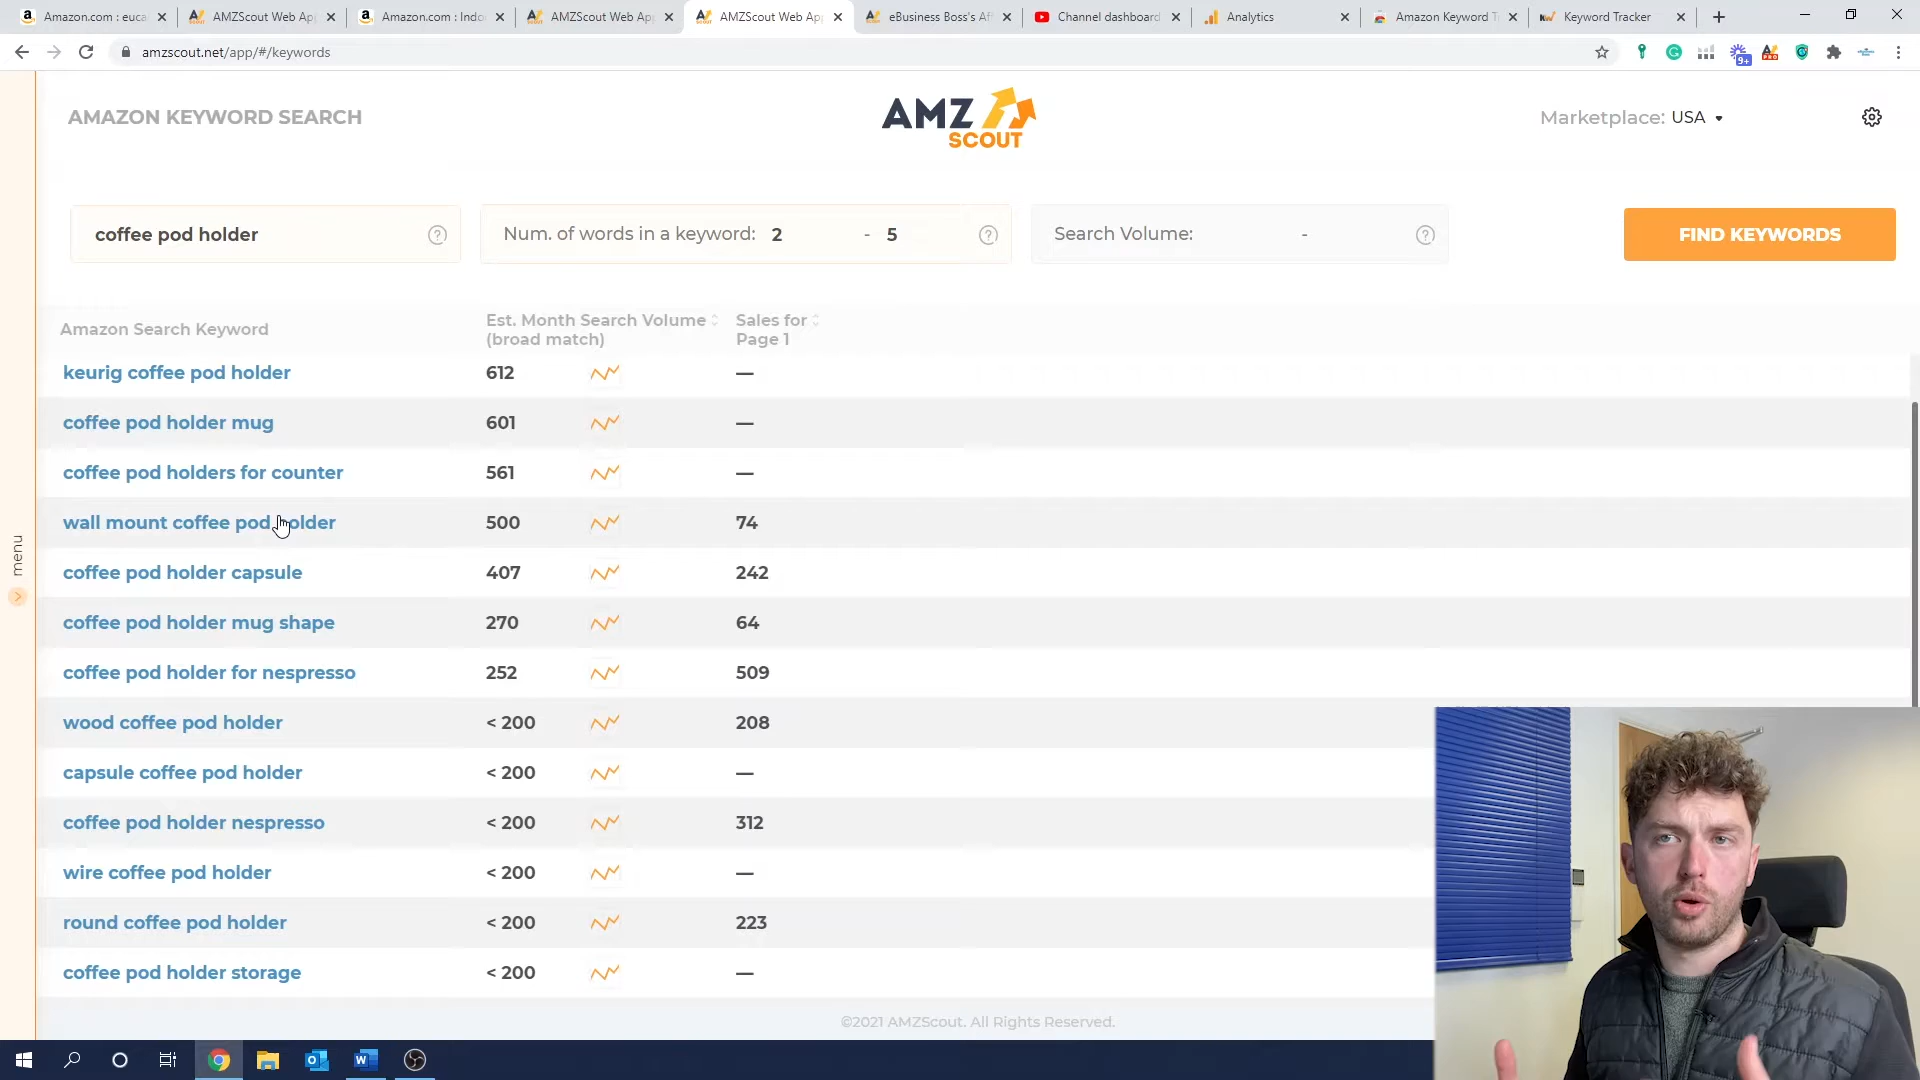 Amazon.com : euca
AMZScout Web Ap
Amazon.com : Indo
AMZScout Web Ap
AMZScout Web Ap
eBusiness Boss's Af
Channel dashboard
Analytics
Amazon Keyword T
Keyword Tracker
amzscout.net/app/#/keywords
9+
PRO
AMAZON KEYWORD SEARCH
AMZ
SCOUT
Marketplace: USA
coffee pod holder ?
Num. of words in a keyword: 2 - 5 ?
Search Volume: - ?
FIND KEYWORDS
Amazon Search Keyword
Est. Month Search Volume
(broad match)
Sales for
Page 1
keurig coffee pod holder 612 —
coffee pod holder mug 601 —
coffee pod holders for counter 561 —
wall mount coffee pod holder 500 74
coffee pod holder capsule 407 242
coffee pod holder mug shape 270 64
coffee pod holder for nespresso 252 509
wood coffee pod holder < 200 208
capsule coffee pod holder < 200 —
coffee pod holder nespresso < 200 312
wire coffee pod holder < 200 —
round coffee pod holder < 200 223
coffee pod holder storage < 200 —
menu
©2021 AMZScout. All Rights Reserved.